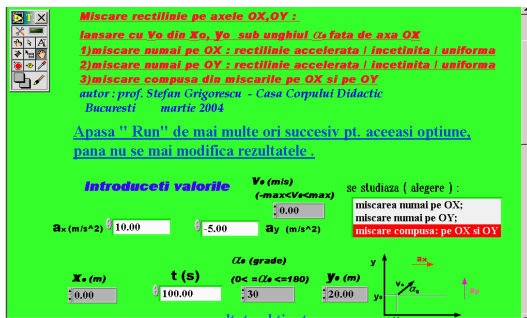 Miscare rectilinie pe axele OX,OY :
lansare cu Vo din Xo, yo sub unghiul αo fata de axa OX
1)miscare numai pe OX : rectilinie accelerata / incetinita / uniforma
2)miscare numai pe OY : rectilinie accelerata / incetinita / uniforma
3)miscare compusa din miscarile pe OX si pe OY
autor : prof. Stefan Grigorescu - Casa Corpului Didactic
Bucuresti martie 2004
Apasa " Run" de mai multe ori succesiv pt. aceeasi optiune,
pana nu se mai modifica rezultatele .
Introduceti valorile
Vo (m/s)
(-max<Vo<max)
0.00
se studiaza ( alegere ) :
miscarea numai pe OX;
miscare numai pe OY;
miscare compusa: pe OX si OY
ax (m/s^2) 10.00
-5.00 ay (m/s^2)
xo (m)
0.00
t (s)
100.00
αo (grade)
(0< =αo <=180)
30
yo (m)
20.00
y
ax
vo
αo
yo
ay
x